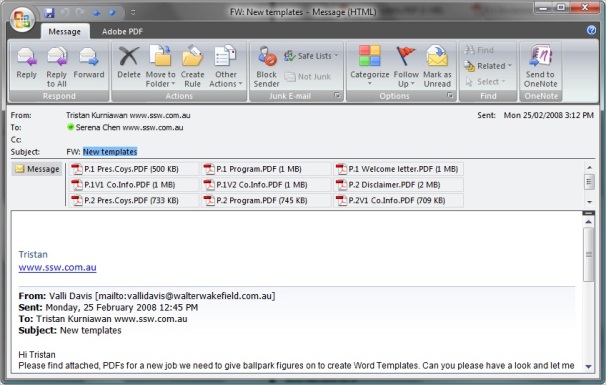 FW: New templates - Message (HTML)
Message Adobe PDF
Reply Reply to All Forward Delete Move to Folder Create Rule Other Actions Block Sender Safe Lists Not Junk Categorize Follow Up Mark as Unread Find Related Select Send to OneNote
Respond Actions Junk E-mail Options Find OneNote
From: Tristan Kurniawan www.ssw.com.au Sent: Mon 25/02/2008 3:12 PM
To: Serena Chen www.ssw.com.au
Cc:
Subject: FW: New templates
Message P.1 Pres.Coys.PDF (500 KB) P.1 Program.PDF (1 MB) P.1 Welcome letter.PDF (1 MB)
P.1V1 Co.Info.PDF (1 MB) P.1V2 Co.Info.PDF (1 MB) P.2 Disclaimer.PDF (2 MB)
P.2 Pres.Coys.PDF (733 KB) P.2 Program.PDF (745 KB) P.2V1 Co.Info.PDF (709 KB)
Tristan
www.ssw.com.au
From: Valli Davis [mailto:vallidavis@walterwakefield.com.au]
Sent: Monday, 25 February 2008 12:45 PM
To: Tristan Kurniawan www.ssw.com.au
Subject: New templates
Hi Tristan
Please find attached, PDFs for a new job we need to give ballpark figures on to create Word Templates. Can you please have a look and let me